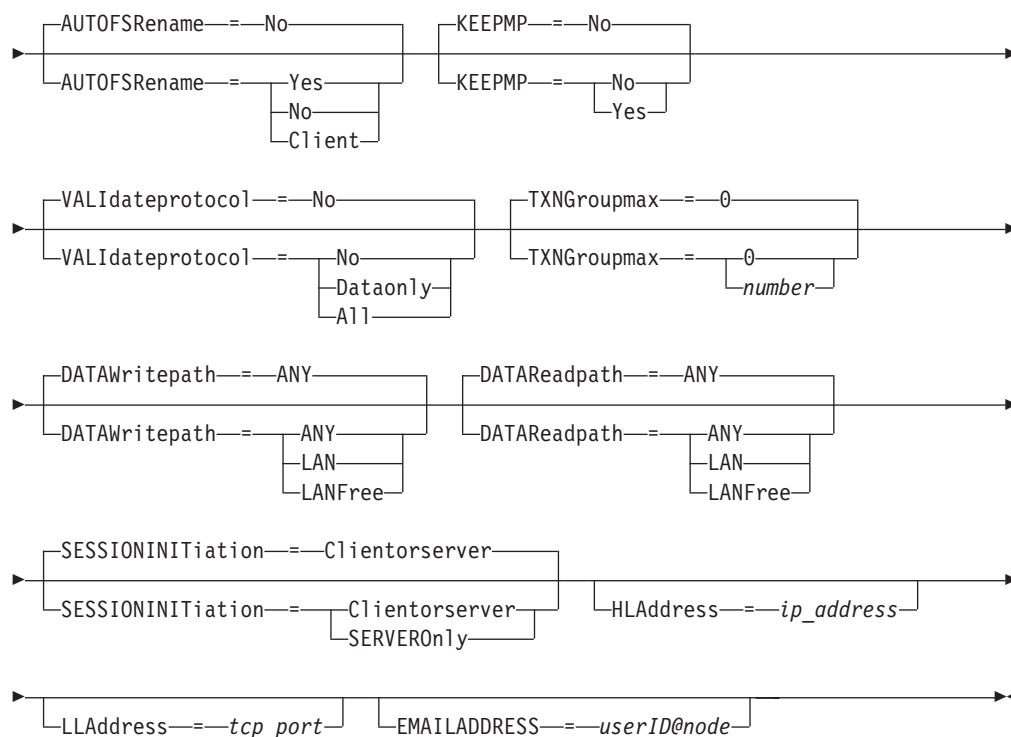 AUTOFSRename = No KEEPMP = No
AUTOFSRename = Yes KEEPMP = No
No Yes
Client
VALIdateprotocol = No TXNGroupmax = 0
VALIdateprotocol = No TXNGroupmax = 0
Dataonly number
All
DATAWritepath = ANY DATAReadpath = ANY
DATAWritepath = ANY DATAReadpath = ANY
LAN LAN
LANFree LANFree
SESSIONINITiation = Clientorserver
SESSIONINITiation = Clientorserver HLAddress = ip_address
SERVEROnly
LLAddress = tcp_port EMAILADDRESS = userID@node